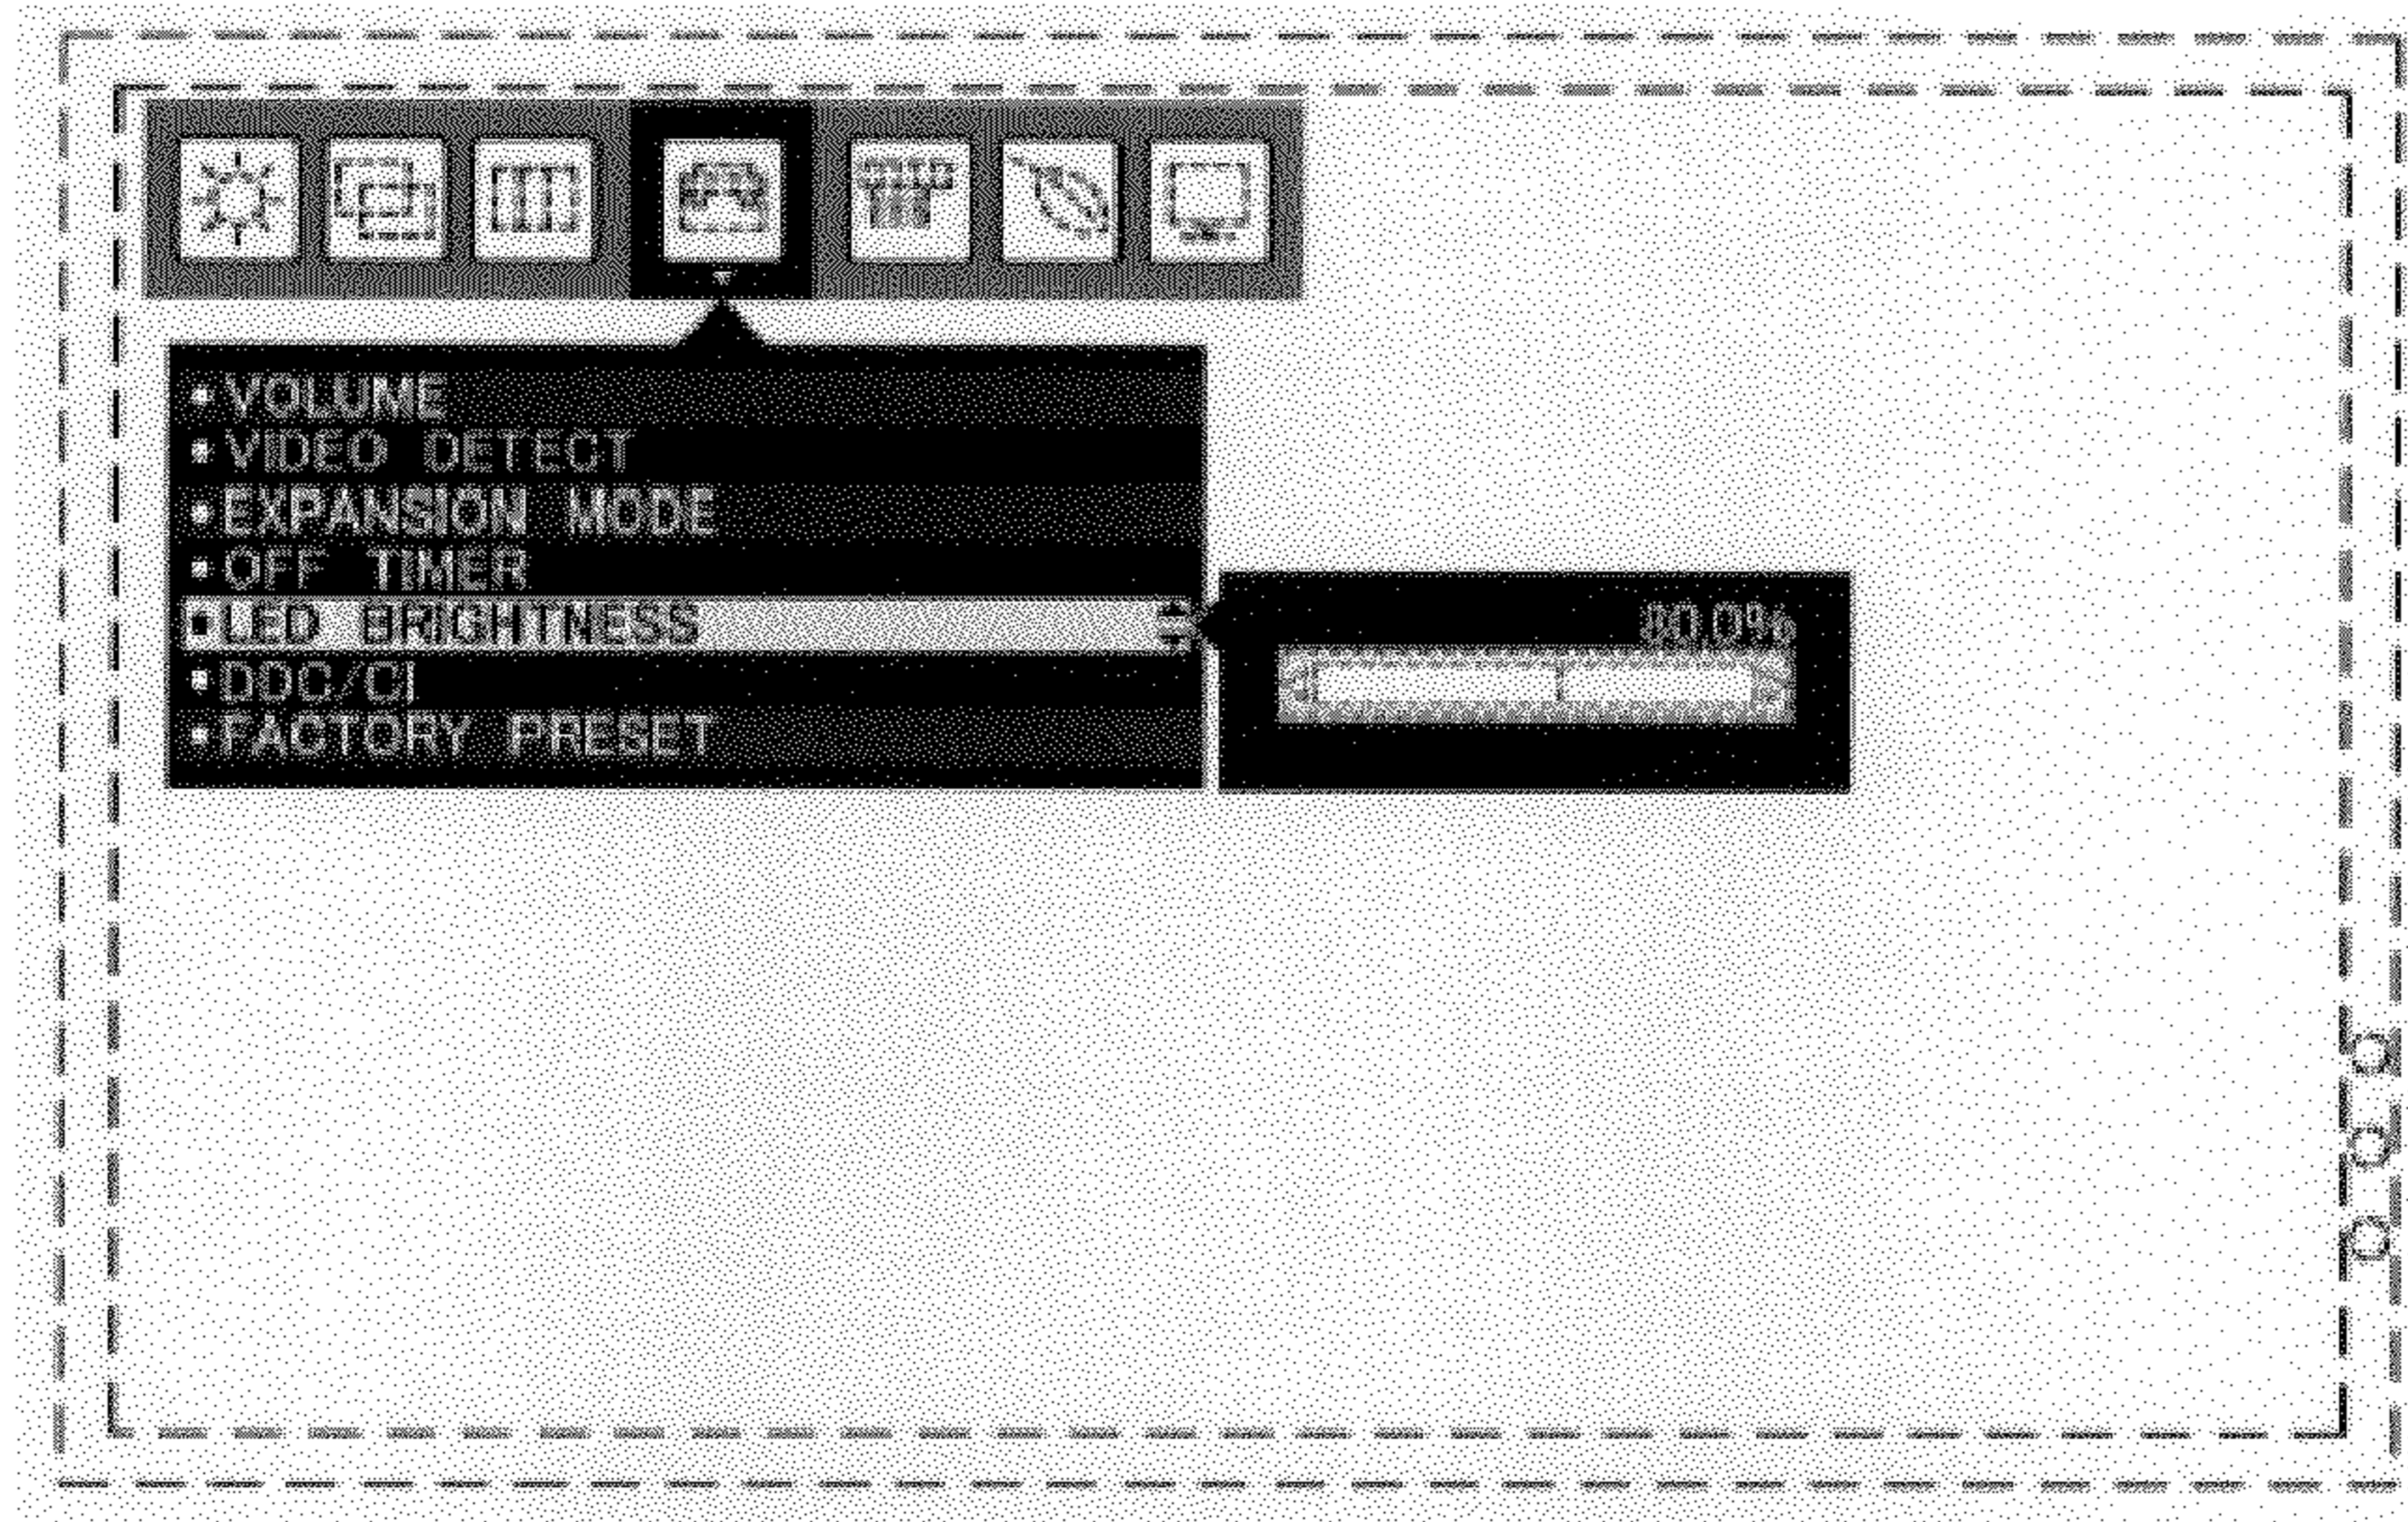 VOLUME
VIDEO DETECT
EXPANSION MODE
OFF TIMER
LED BRIGHTNESS
DDC/CI
FACTORY PRESET